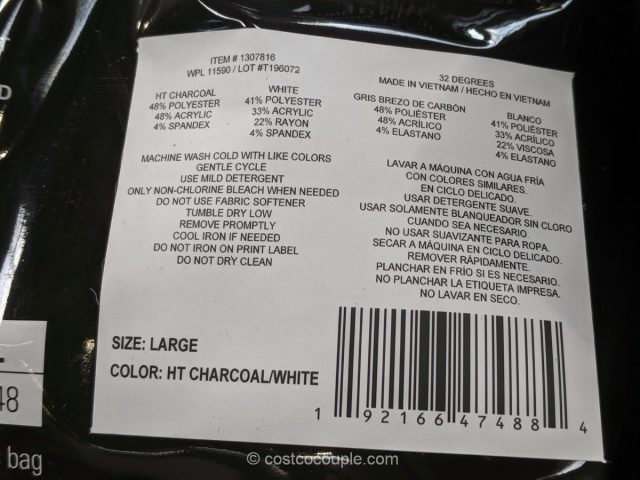 D
ITEM # 1307816
WPL 11590 / LOT #T196072
HT CHARCOAL
48% POLYESTER
48% ACRYLIC
4% SPANDEX
WHITE
41% POLYESTER
33% ACRYLIC
22% RAYON
4% SPANDEX
MACHINE WASH COLD WITH LIKE COLORS
GENTLE CYCLE
USE MILD DETERGENT
ONLY NON-CHLORINE BLEACH WHEN NEEDED
DO NOT USE FABRIC SOFTENER
TUMBLE DRY LOW
REMOVE PROMPTLY
COOL IRON IF NEEDED
DO NOT IRON ON PRINT LABEL
DO NOT DRY CLEAN
32 DEGREES
MADE IN VIETNAM / HECHO EN VIETNAM
GRIS BREZO DE CARBÓN
48% POLIÉSTER
48% ACRÍLICO
4% ELASTANO
BLANCO
41% POLIÉSTER
33% ACRÍLICO
22% VISCOSA
4% ELASTANO
LAVAR A MÁQUINA CON AGUA FRÍA
CON COLORES SIMILARES.
EN CICLO DELICADO.
USAR DETERGENTE SUAVE.
USAR SOLAMENTE BLANQUEADOR SIN CLORO
CUANDO SEA NECESARIO.
NO USAR SUAVIZANTE PARA ROPA.
SECAR A MÁQUINA EN CICLO DELICADO.
REMOVER RÁPIDAMENTE.
PLANCHAR EN FRÍO SI ES NECESARIO.
NO PLANCHAR LA ETIQUETA IMPRESA.
NO LAVAR EN SECO.
SIZE: LARGE
COLOR: HT CHARCOAL/WHITE
1 92166 47488 4
48
bag
© costcocouple.com